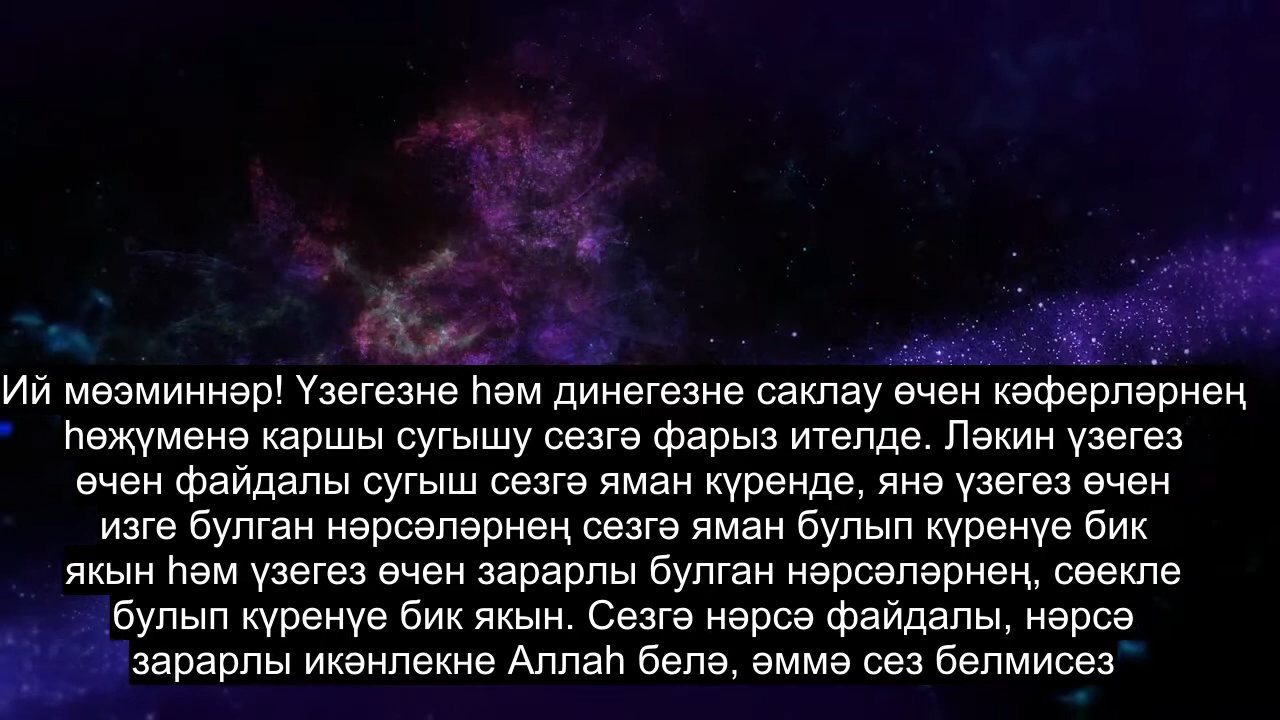 Ий мөэминнәр! Үзегезне һәм динегезне саклау өчен кәферләрнең
һөҗүменә каршы сугышу сезгә фарыз ителде. Ләкин үзегез
өчен файдалы сугыш сезгә яман күренде, янә үзегез өчен
изге булган нәрсәләрнең сезгә яман булып күренүе бик
якын һәм үзегез өчен зарарлы булган нәрсәләрнең, сөекле
булып күренүе бик якын. Сезгә нәрсә файдалы, нәрсә
зарарлы икәнлекне Аллаһ белә, әммә сез белмисез